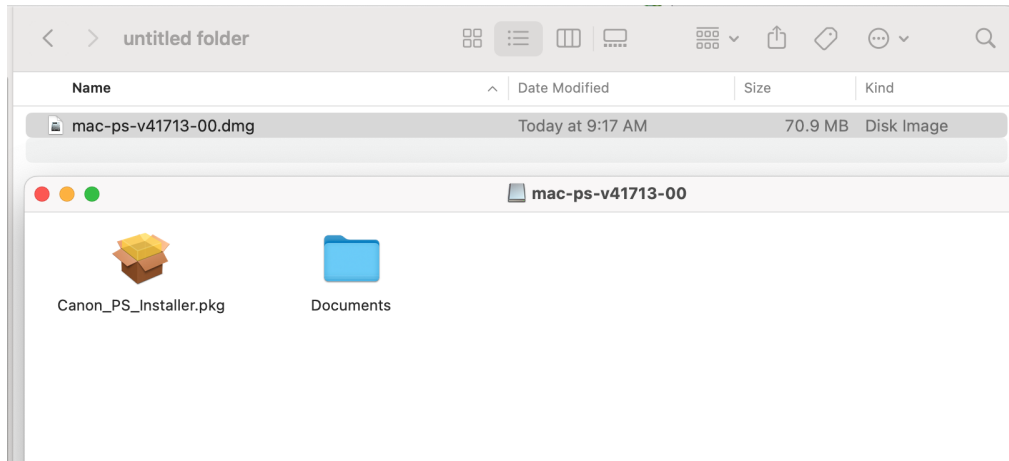 untitled folder
Name Date Modified Size Kind
mac-ps-v41713-00.dmg Today at 9:17 AM 70.9 MB Disk Image
mac-ps-v41713-00
Canon_PS_Installer.pkg Documents